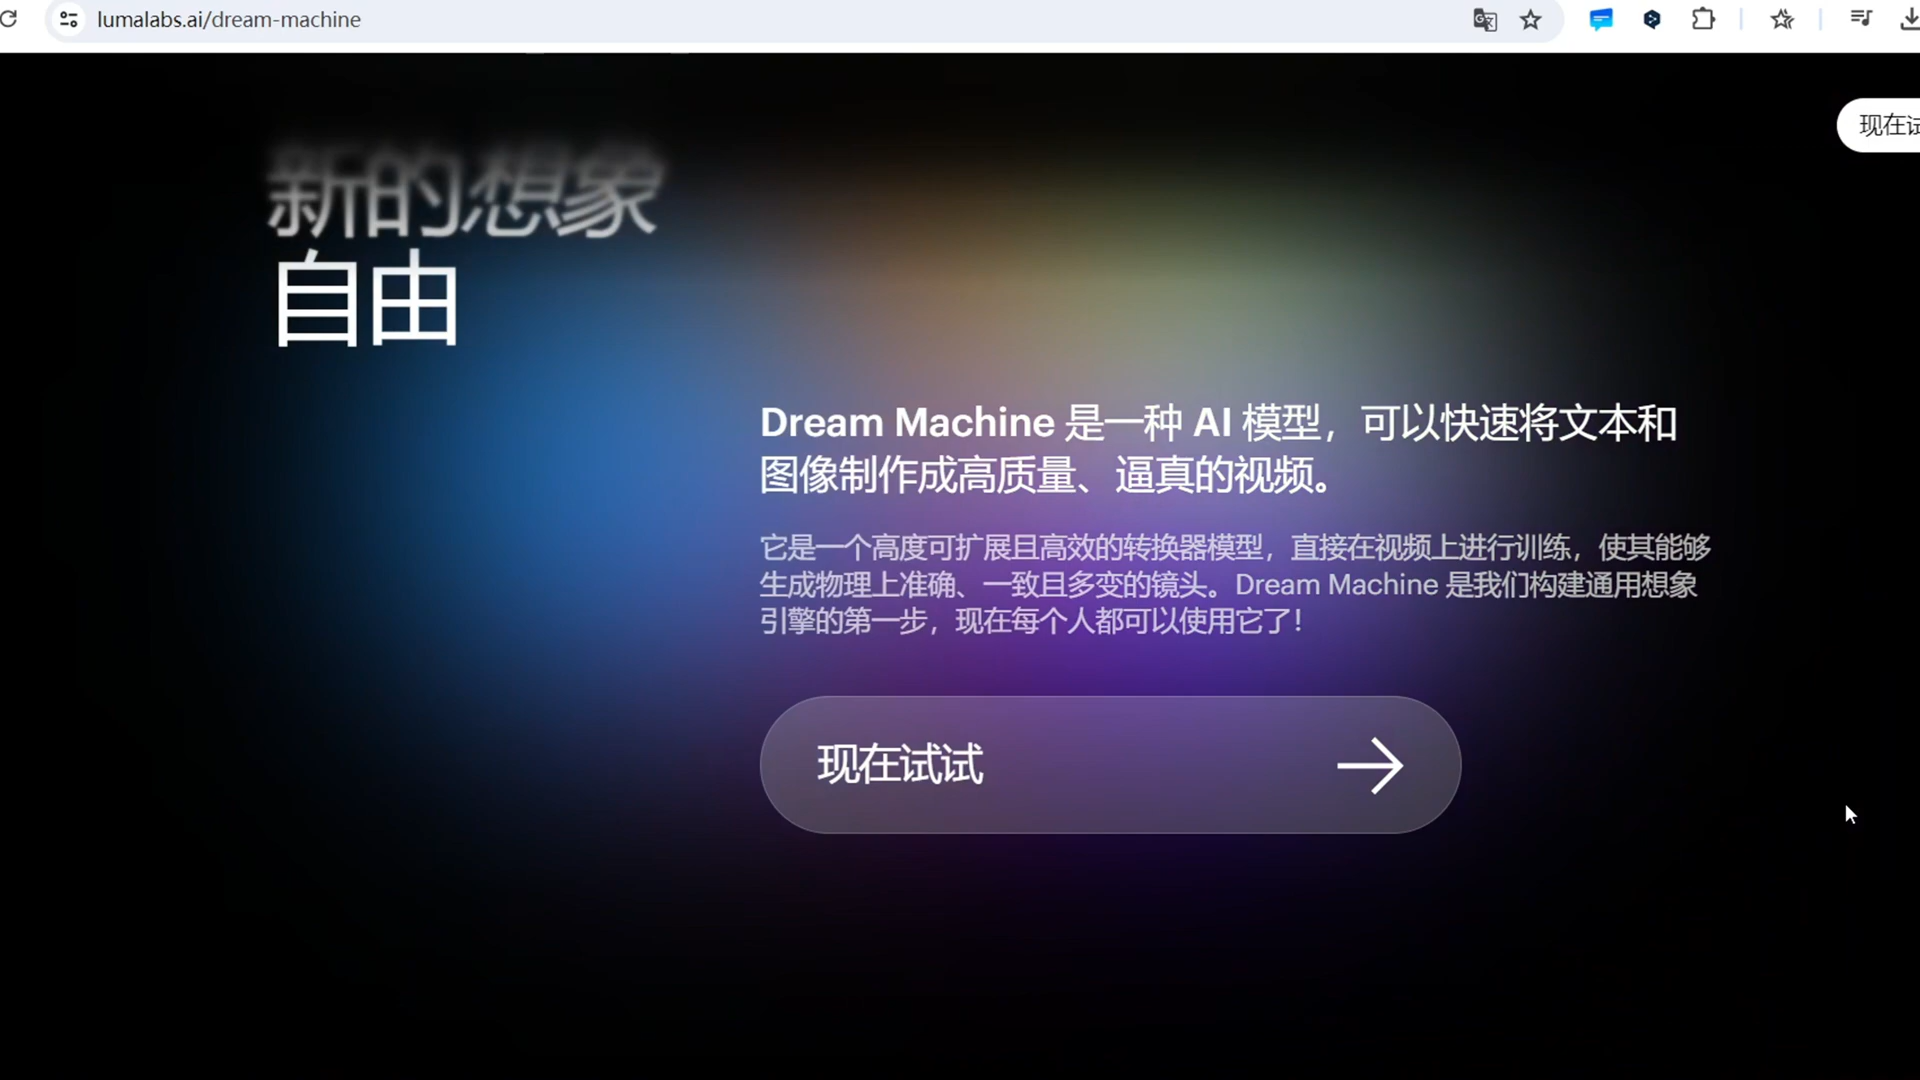 lumalabs.ai/dream-machine
现在试
新的想象
自由
Dream Machine 是一种 AI 模型，可以快速将文本和
图像制作成高质量、逼真的视频。
它是一个高度可扩展且高效的转换器模型，直接在视频上进行训练，使其能够
生成物理上准确、一致且多变的镜头。Dream Machine 是我们构建通用想象
引擎的第一步，现在每个人都可以使用它了！
现在试试